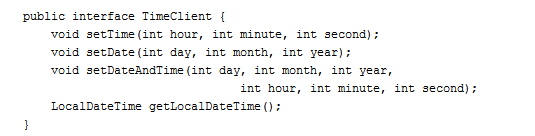 public interface TimeClient {
    void setTime(int hour, int minute, int second);
    void setDate(int day, int month, int year);
    void setDateAndTime(int day, int month, int year,
                               int hour, int minute, int second);
    LocalDateTime getLocalDateTime();
}